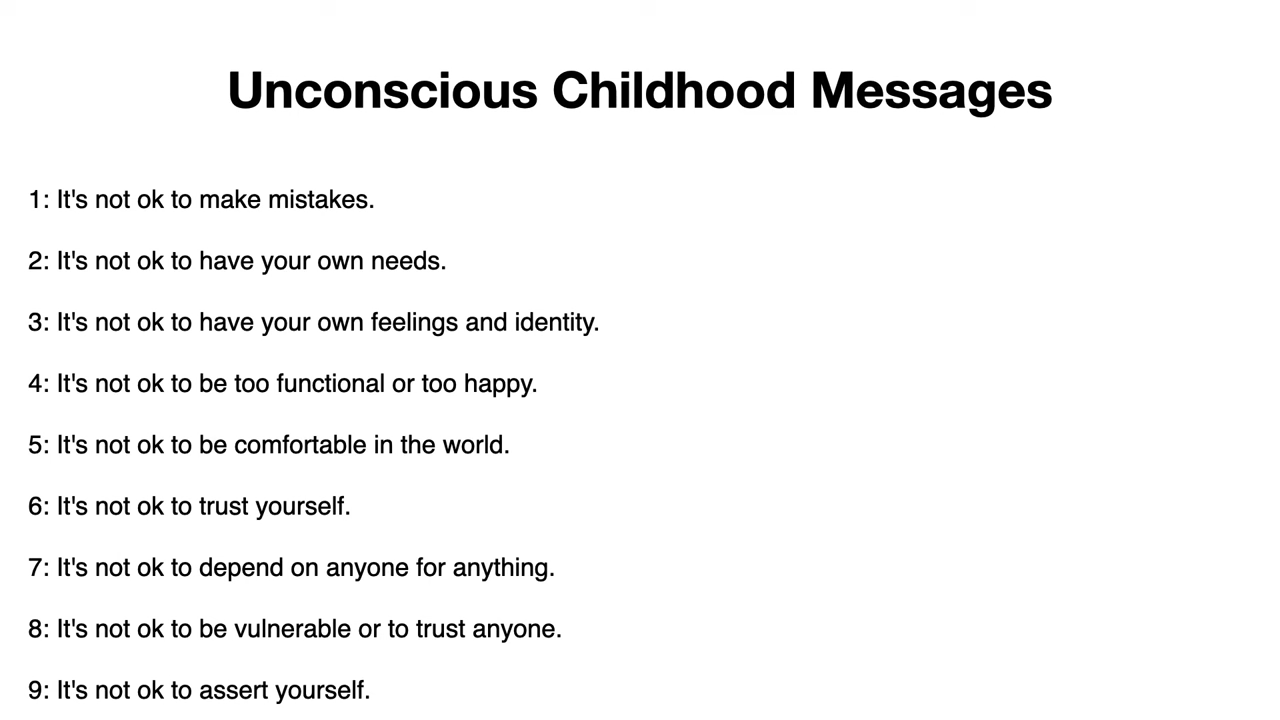 Unconscious Childhood Messages
1: It's not ok to make mistakes.
2: It's not ok to have your own needs.
3: It's not ok to have your own feelings and identity.
4: It's not ok to be too functional or too happy.
5: It's not ok to be comfortable in the world.
6: It's not ok to trust yourself.
7: It's not ok to depend on anyone for anything.
8: It's not ok to be vulnerable or to trust anyone.
9: It's not ok to assert yourself.